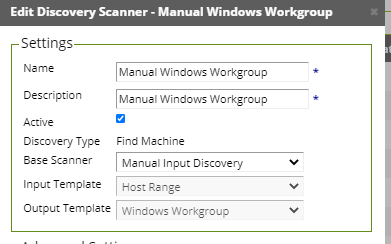 Edit Discovery Scanner - Manual Windows Workgroup
Settings
Name Manual Windows Workgroup *
Description Manual Windows Workgroup *
Active
Discovery Type Find Machine
Base Scanner Manual Input Discovery
Input Template Host Range
Output Template Windows Workgroup